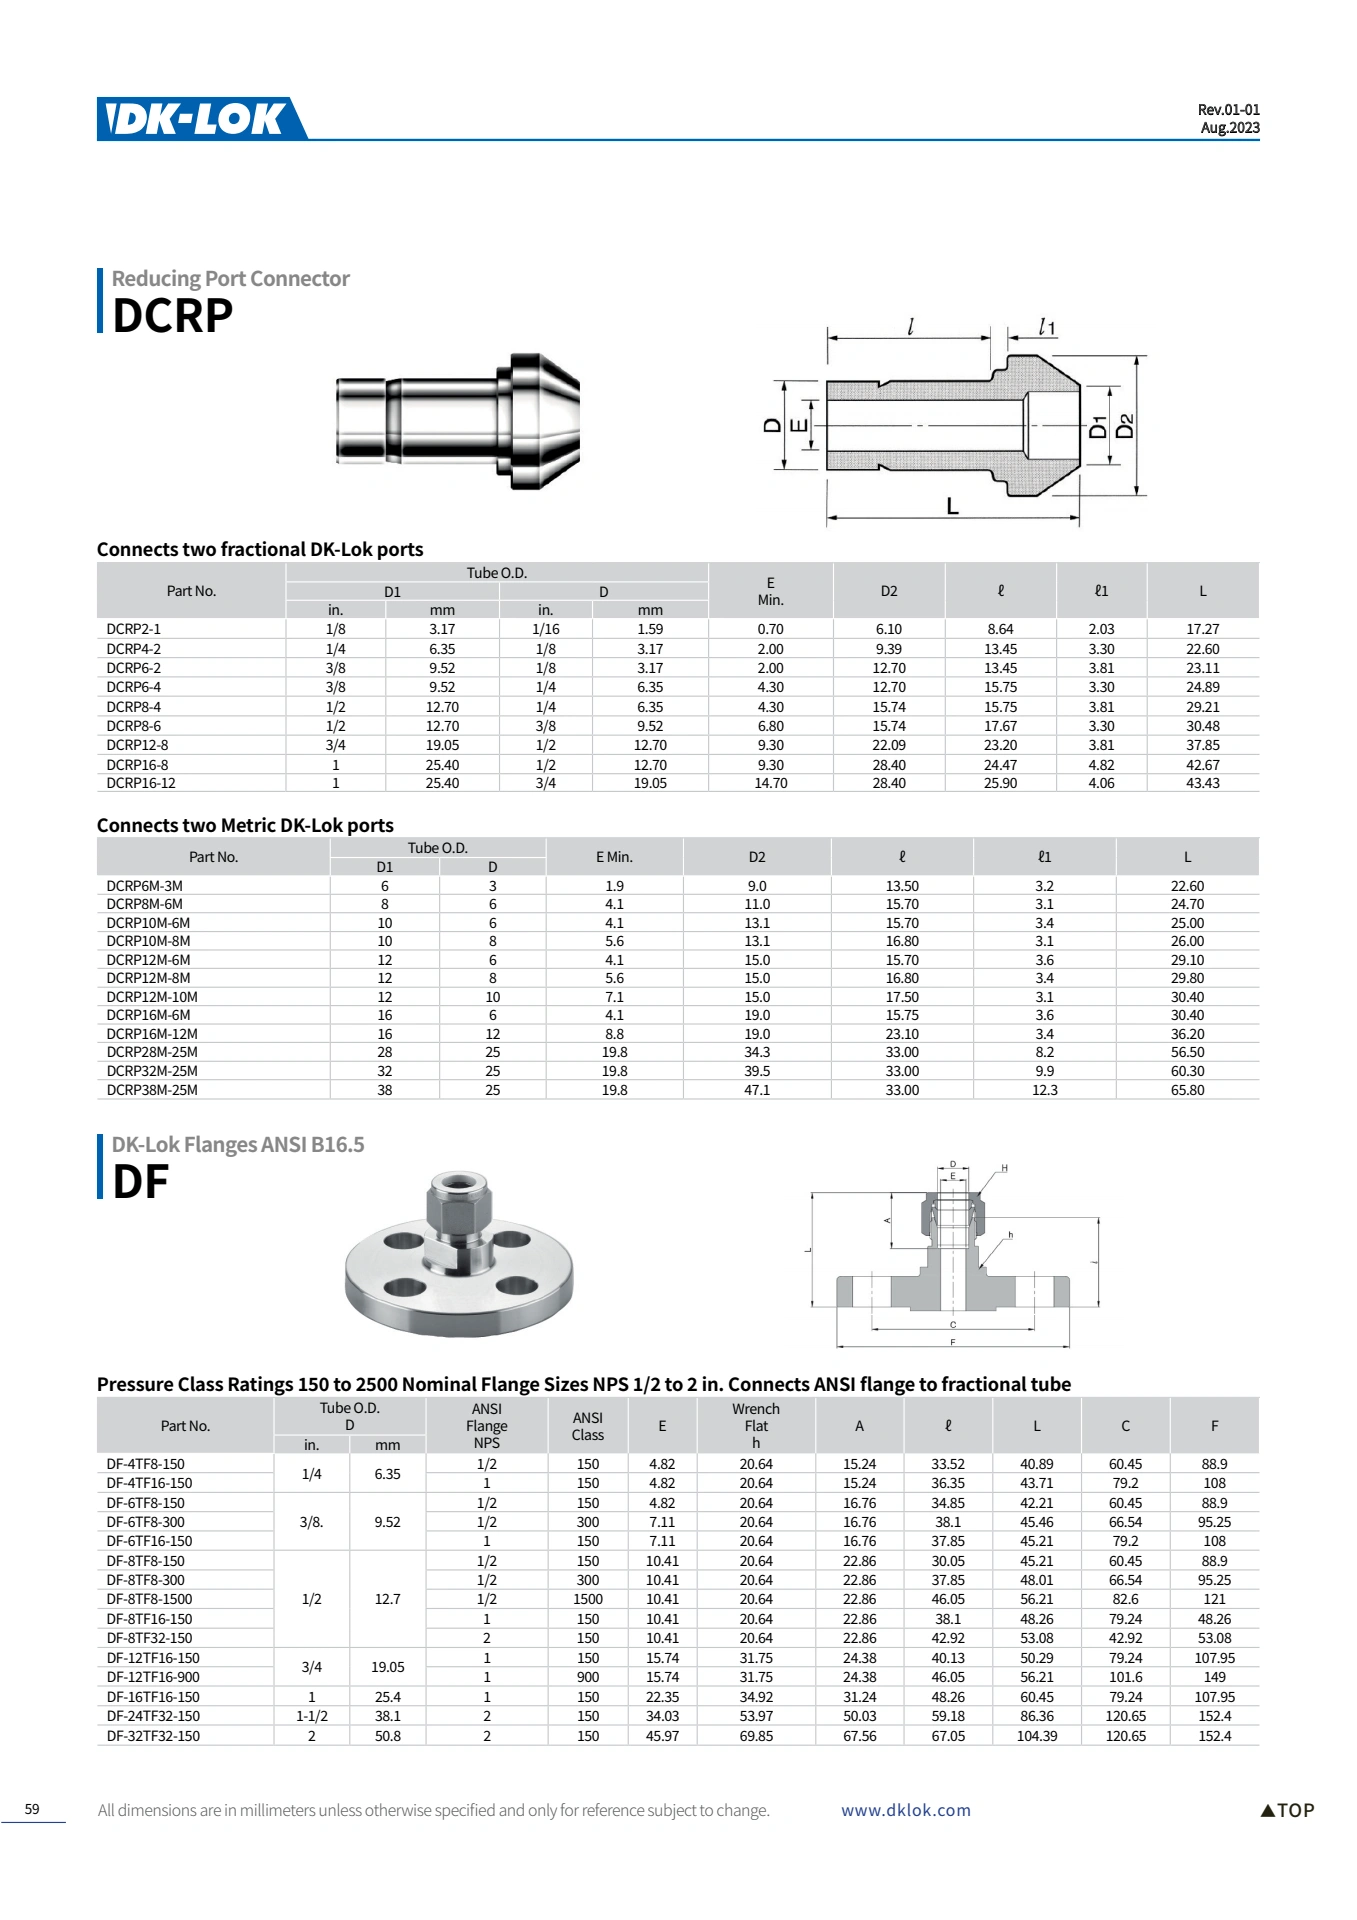 DK-LOK
Rev.01-01
Aug.2023
Reducing Port Connector
DCRP
l l1
D E D1 D2
L
Connects two fractional DK-Lok ports
Part No. Tube O.D. E Min. D2 ℓ ℓ1 L
D1 D
in. mm in. mm
DCRP2-1 1/8 3.17 1/16 1.59 0.70 6.10 8.64 2.03 17.27
DCRP4-2 1/4 6.35 1/8 3.17 2.00 9.39 13.45 3.30 22.60
DCRP6-2 3/8 9.52 1/8 3.17 2.00 12.70 13.45 3.81 23.11
DCRP6-4 3/8 9.52 1/4 6.35 4.30 12.70 15.75 3.30 24.89
DCRP8-4 1/2 12.70 1/4 6.35 4.30 15.74 15.75 3.81 29.21
DCRP8-6 1/2 12.70 3/8 9.52 6.80 15.74 17.67 3.30 30.48
DCRP12-8 3/4 19.05 1/2 12.70 9.30 22.09 23.20 3.81 37.85
DCRP16-8 1 25.40 1/2 12.70 9.30 28.40 24.47 4.82 42.67
DCRP16-12 1 25.40 3/4 19.05 14.70 28.40 25.90 4.06 43.43
Connects two Metric DK-Lok ports
Part No. Tube O.D. E Min. D2 ℓ ℓ1 L
D1 D
DCRP6M-3M 6 3 1.9 9.0 13.50 3.2 22.60
DCRP8M-6M 8 6 4.1 11.0 15.70 3.1 24.70
DCRP10M-6M 10 6 4.1 13.1 15.70 3.4 25.00
DCRP10M-8M 10 8 5.6 13.1 16.80 3.1 26.00
DCRP12M-6M 12 6 4.1 15.0 15.70 3.6 29.10
DCRP12M-8M 12 8 5.6 15.0 16.80 3.4 29.80
DCRP12M-10M 12 10 7.1 15.0 17.50 3.1 30.40
DCRP16M-6M 16 6 4.1 19.0 15.75 3.6 30.40
DCRP16M-12M 16 12 8.8 19.0 23.10 3.4 36.20
DCRP28M-25M 28 25 19.8 34.3 33.00 8.2 56.50
DCRP32M-25M 32 25 19.8 39.5 33.00 9.9 60.30
DCRP38M-25M 38 25 19.8 47.1 33.00 12.3 65.80
DK-Lok Flanges ANSI B16.5
DF
D
E H
A
h
L l
C
F
Pressure Class Ratings 150 to 2500 Nominal Flange Sizes NPS 1/2 to 2 in. Connects ANSI flange to fractional tube
Part No. Tube O.D. D ANSI Flange NPS ANSI Class E Wrench Flat h A ℓ L C F
in. mm
DF-4TF8-150 1/4 6.35 1/2 150 4.82 20.64 15.24 33.52 40.89 60.45 88.9
DF-4TF16-150 1 150 4.82 20.64 15.24 36.35 43.71 79.2 108
DF-6TF8-150 1/2 150 4.82 20.64 16.76 34.85 42.21 60.45 88.9
DF-6TF8-300 3/8. 9.52 1/2 300 7.11 20.64 16.76 38.1 45.46 66.54 95.25
DF-6TF16-150 1 150 7.11 20.64 16.76 37.85 45.21 79.2 108
DF-8TF8-150 1/2 150 10.41 20.64 22.86 30.05 45.21 60.45 88.9
DF-8TF8-300 1/2 300 10.41 20.64 22.86 37.85 48.01 66.54 95.25
DF-8TF8-1500 1/2 12.7 1/2 1500 10.41 20.64 22.86 46.05 56.21 82.6 121
DF-8TF16-150 1 150 10.41 20.64 22.86 38.1 48.26 79.24 48.26
DF-8TF32-150 2 150 10.41 20.64 22.86 42.92 53.08 42.92 53.08
DF-12TF16-150 3/4 19.05 1 150 15.74 31.75 24.38 40.13 50.29 79.24 107.95
DF-12TF16-900 1 900 15.74 31.75 24.38 46.05 56.21 101.6 149
DF-16TF16-150 1 25.4 1 150 22.35 34.92 31.24 48.26 60.45 79.24 107.95
DF-24TF32-150 1-1/2 38.1 2 150 34.03 53.97 50.03 59.18 86.36 120.65 152.4
DF-32TF32-150 2 50.8 2 150 45.97 69.85 67.56 67.05 104.39 120.65 152.4
59 All dimensions are in millimeters unless otherwise specified and only for reference subject to change. www.dklok.com ▲TOP